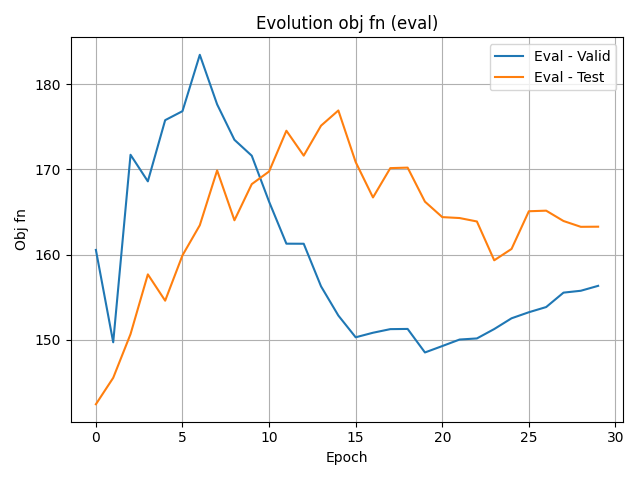 Evolution obj fn (eval)
Eval - Valid
Eval - Test
180
170
160
150
Obj fn
0
5
10
15
20
25
30
Epoch